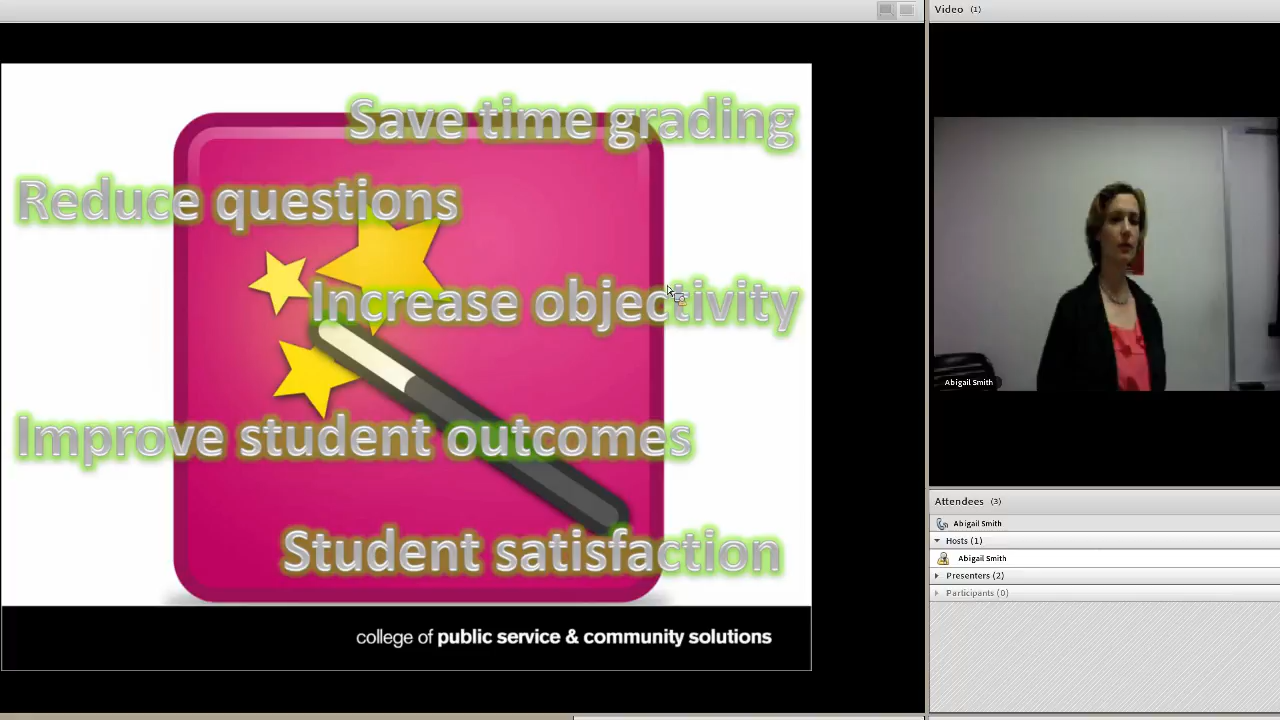 Save time grading
Reduce questions
Increase objectivity
Improve student outcomes
Student satisfaction
college of public service & community solutions
Video (1)
Abigail Smith
Attendees (3)
Abigail Smith
Hosts (1)
Abigail Smith
Presenters (2)
Participants (0)